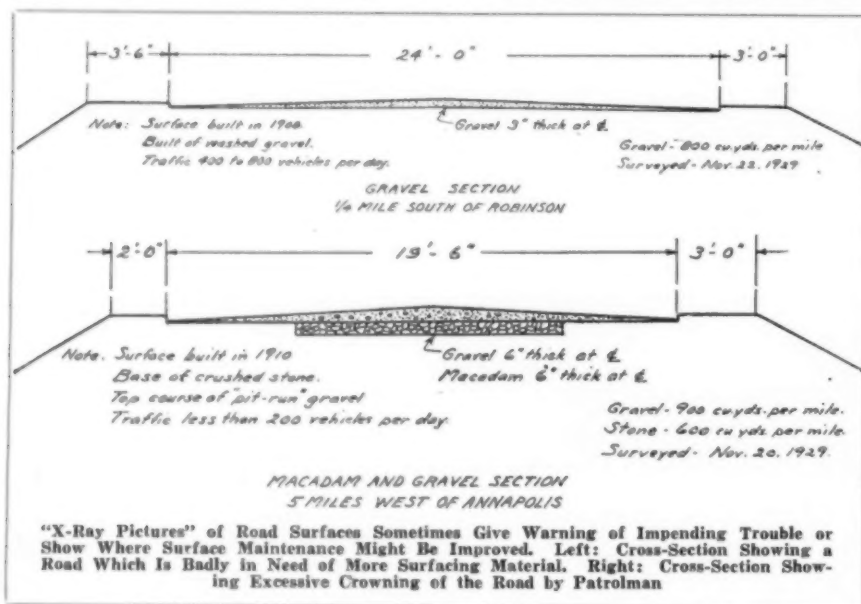 3'-6" 24'-0" 3'-0"
Note: Surface built in 1908
Built of washed gravel.
Traffic 400 to 800 vehicles per day.
Gravel 3" thick at ℄
Gravel - 800 cu.yds. per mile
Surveyed - Nov. 22. 1929
GRAVEL SECTION
1/4 MILE SOUTH OF ROBINSON
2'-0" 19'-6" 3'-0"
Note. Surface built in 1910
Base of crushed stone.
Top course of "pit-run" gravel
Traffic less than 200 vehicles per day.
Gravel 6" thick at ℄
Macadam 6" thick at ℄
Gravel - 900 cu.yds. per mile.
Stone - 600 cu yds. per mile.
Surveyed - Nov. 20. 1929.
MACADAM AND GRAVEL SECTION
5 MILES WEST OF ANNAPOLIS
"X-Ray Pictures" of Road Surfaces Sometimes Give Warning of Impending Trouble or
Show Where Surface Maintenance Might Be Improved. Left: Cross-Section Showing a
Road Which Is Badly in Need of More Surfacing Material. Right: Cross-Section Show-
ing Excessive Crowning of the Road by Patrolman